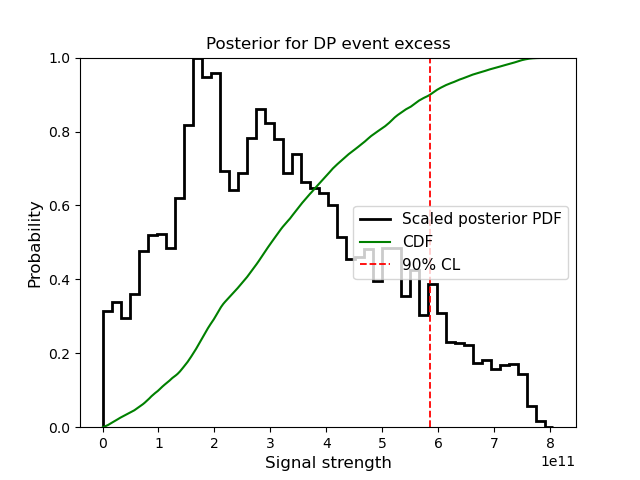 Posterior for DP event excess
1.0
0.8
0.6
0.4
0.2
0.0
Probability
Scaled posterior PDF
CDF
90% CL
0 1 2 3 4 5 6 7 8
1e11
Signal strength